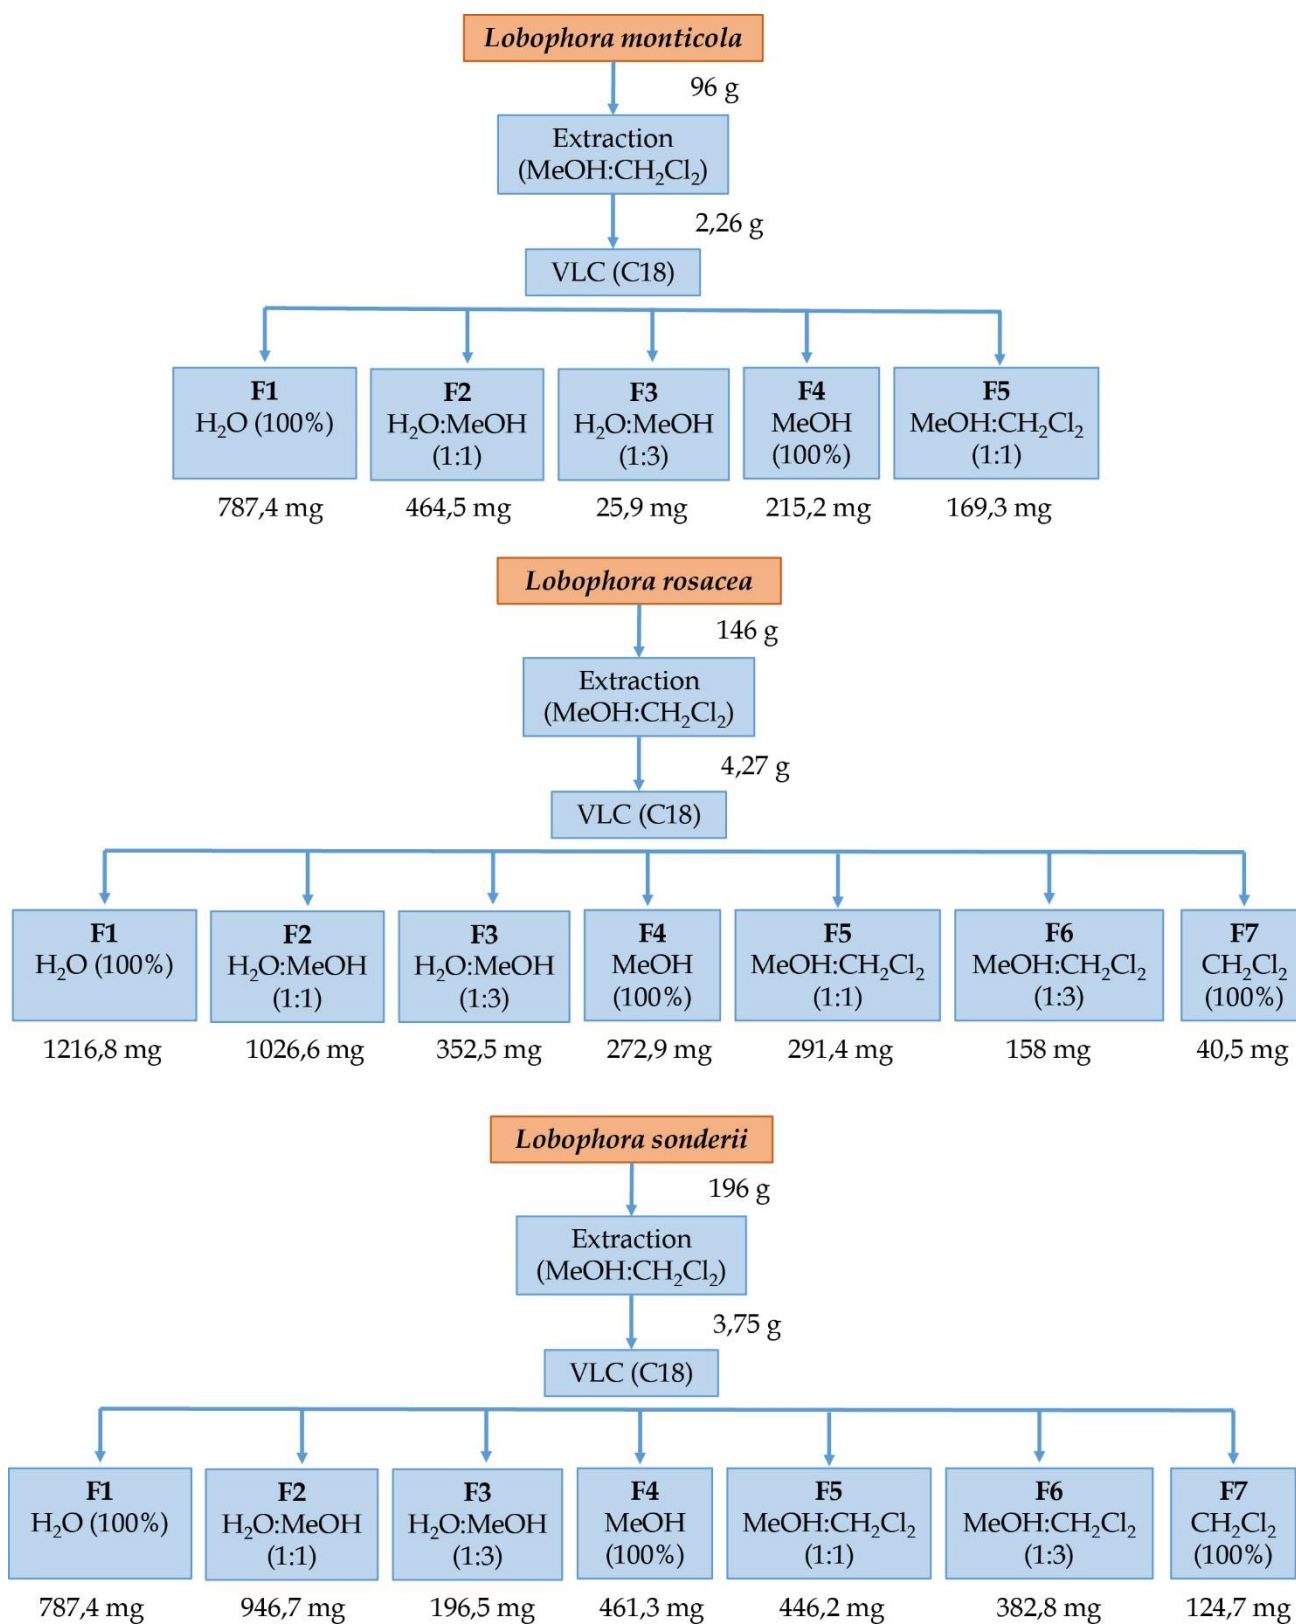 Lobophora monticola
96 g
Extraction
(MeOH:CH₂Cl₂)
2,26 g
VLC (C18)
F1
H₂O (100%)
F2
H₂O:MeOH
(1:1)
F3
H₂O:MeOH
(1:3)
F4
MeOH
(100%)
F5
MeOH:CH₂Cl₂
(1:1)
787,4 mg
464,5 mg
25,9 mg
215,2 mg
169,3 mg
Lobophora rosacea
146 g
Extraction
(MeOH:CH₂Cl₂)
4,27 g
VLC (C18)
F1
H₂O (100%)
F2
H₂O:MeOH
(1:1)
F3
H₂O:MeOH
(1:3)
F4
MeOH
(100%)
F5
MeOH:CH₂Cl₂
(1:1)
F6
MeOH:CH₂Cl₂
(1:3)
F7
CH₂Cl₂
(100%)
1216,8 mg
1026,6 mg
352,5 mg
272,9 mg
291,4 mg
158 mg
40,5 mg
Lobophora sonderii
196 g
Extraction
(MeOH:CH₂Cl₂)
3,75 g
VLC (C18)
F1
H₂O (100%)
F2
H₂O:MeOH
(1:1)
F3
H₂O:MeOH
(1:3)
F4
MeOH
(100%)
F5
MeOH:CH₂Cl₂
(1:1)
F6
MeOH:CH₂Cl₂
(1:3)
F7
CH₂Cl₂
(100%)
787,4 mg
946,7 mg
196,5 mg
461,3 mg
446,2 mg
382,8 mg
124,7 mg